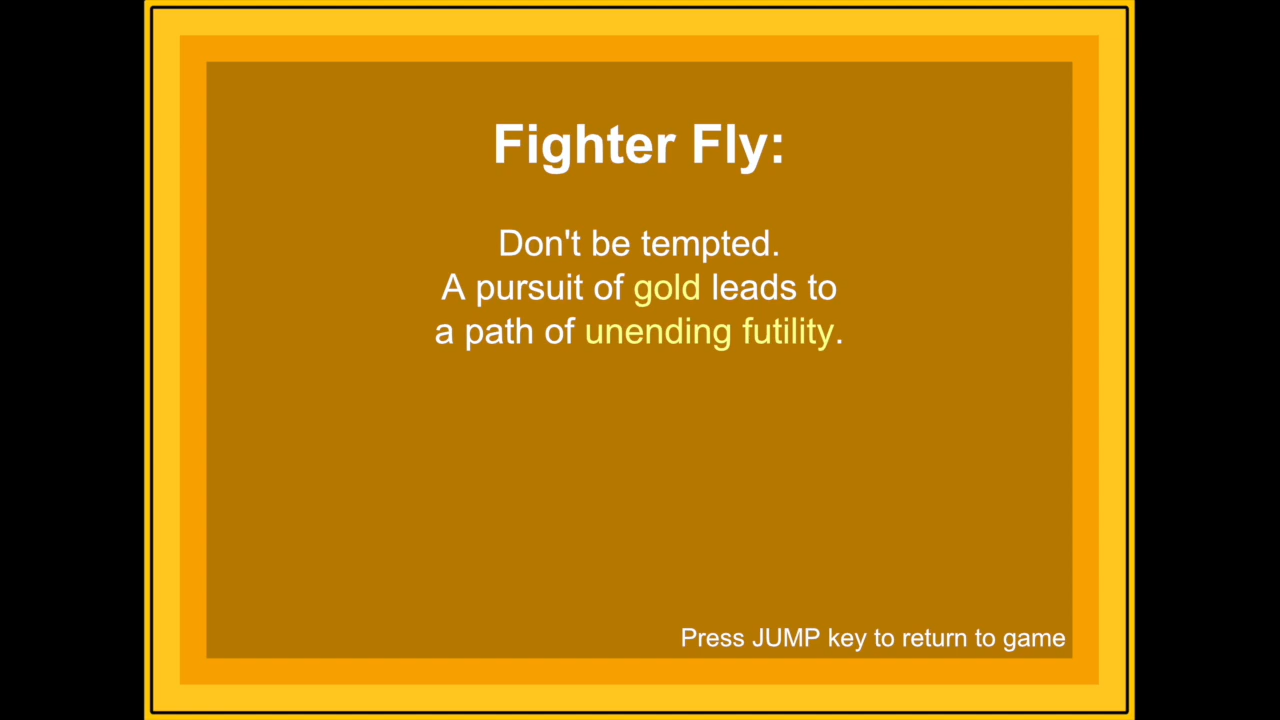 Fighter Fly:
Don't be tempted.
A pursuit of gold leads to
a path of unending futility.
Press JUMP key to return to game